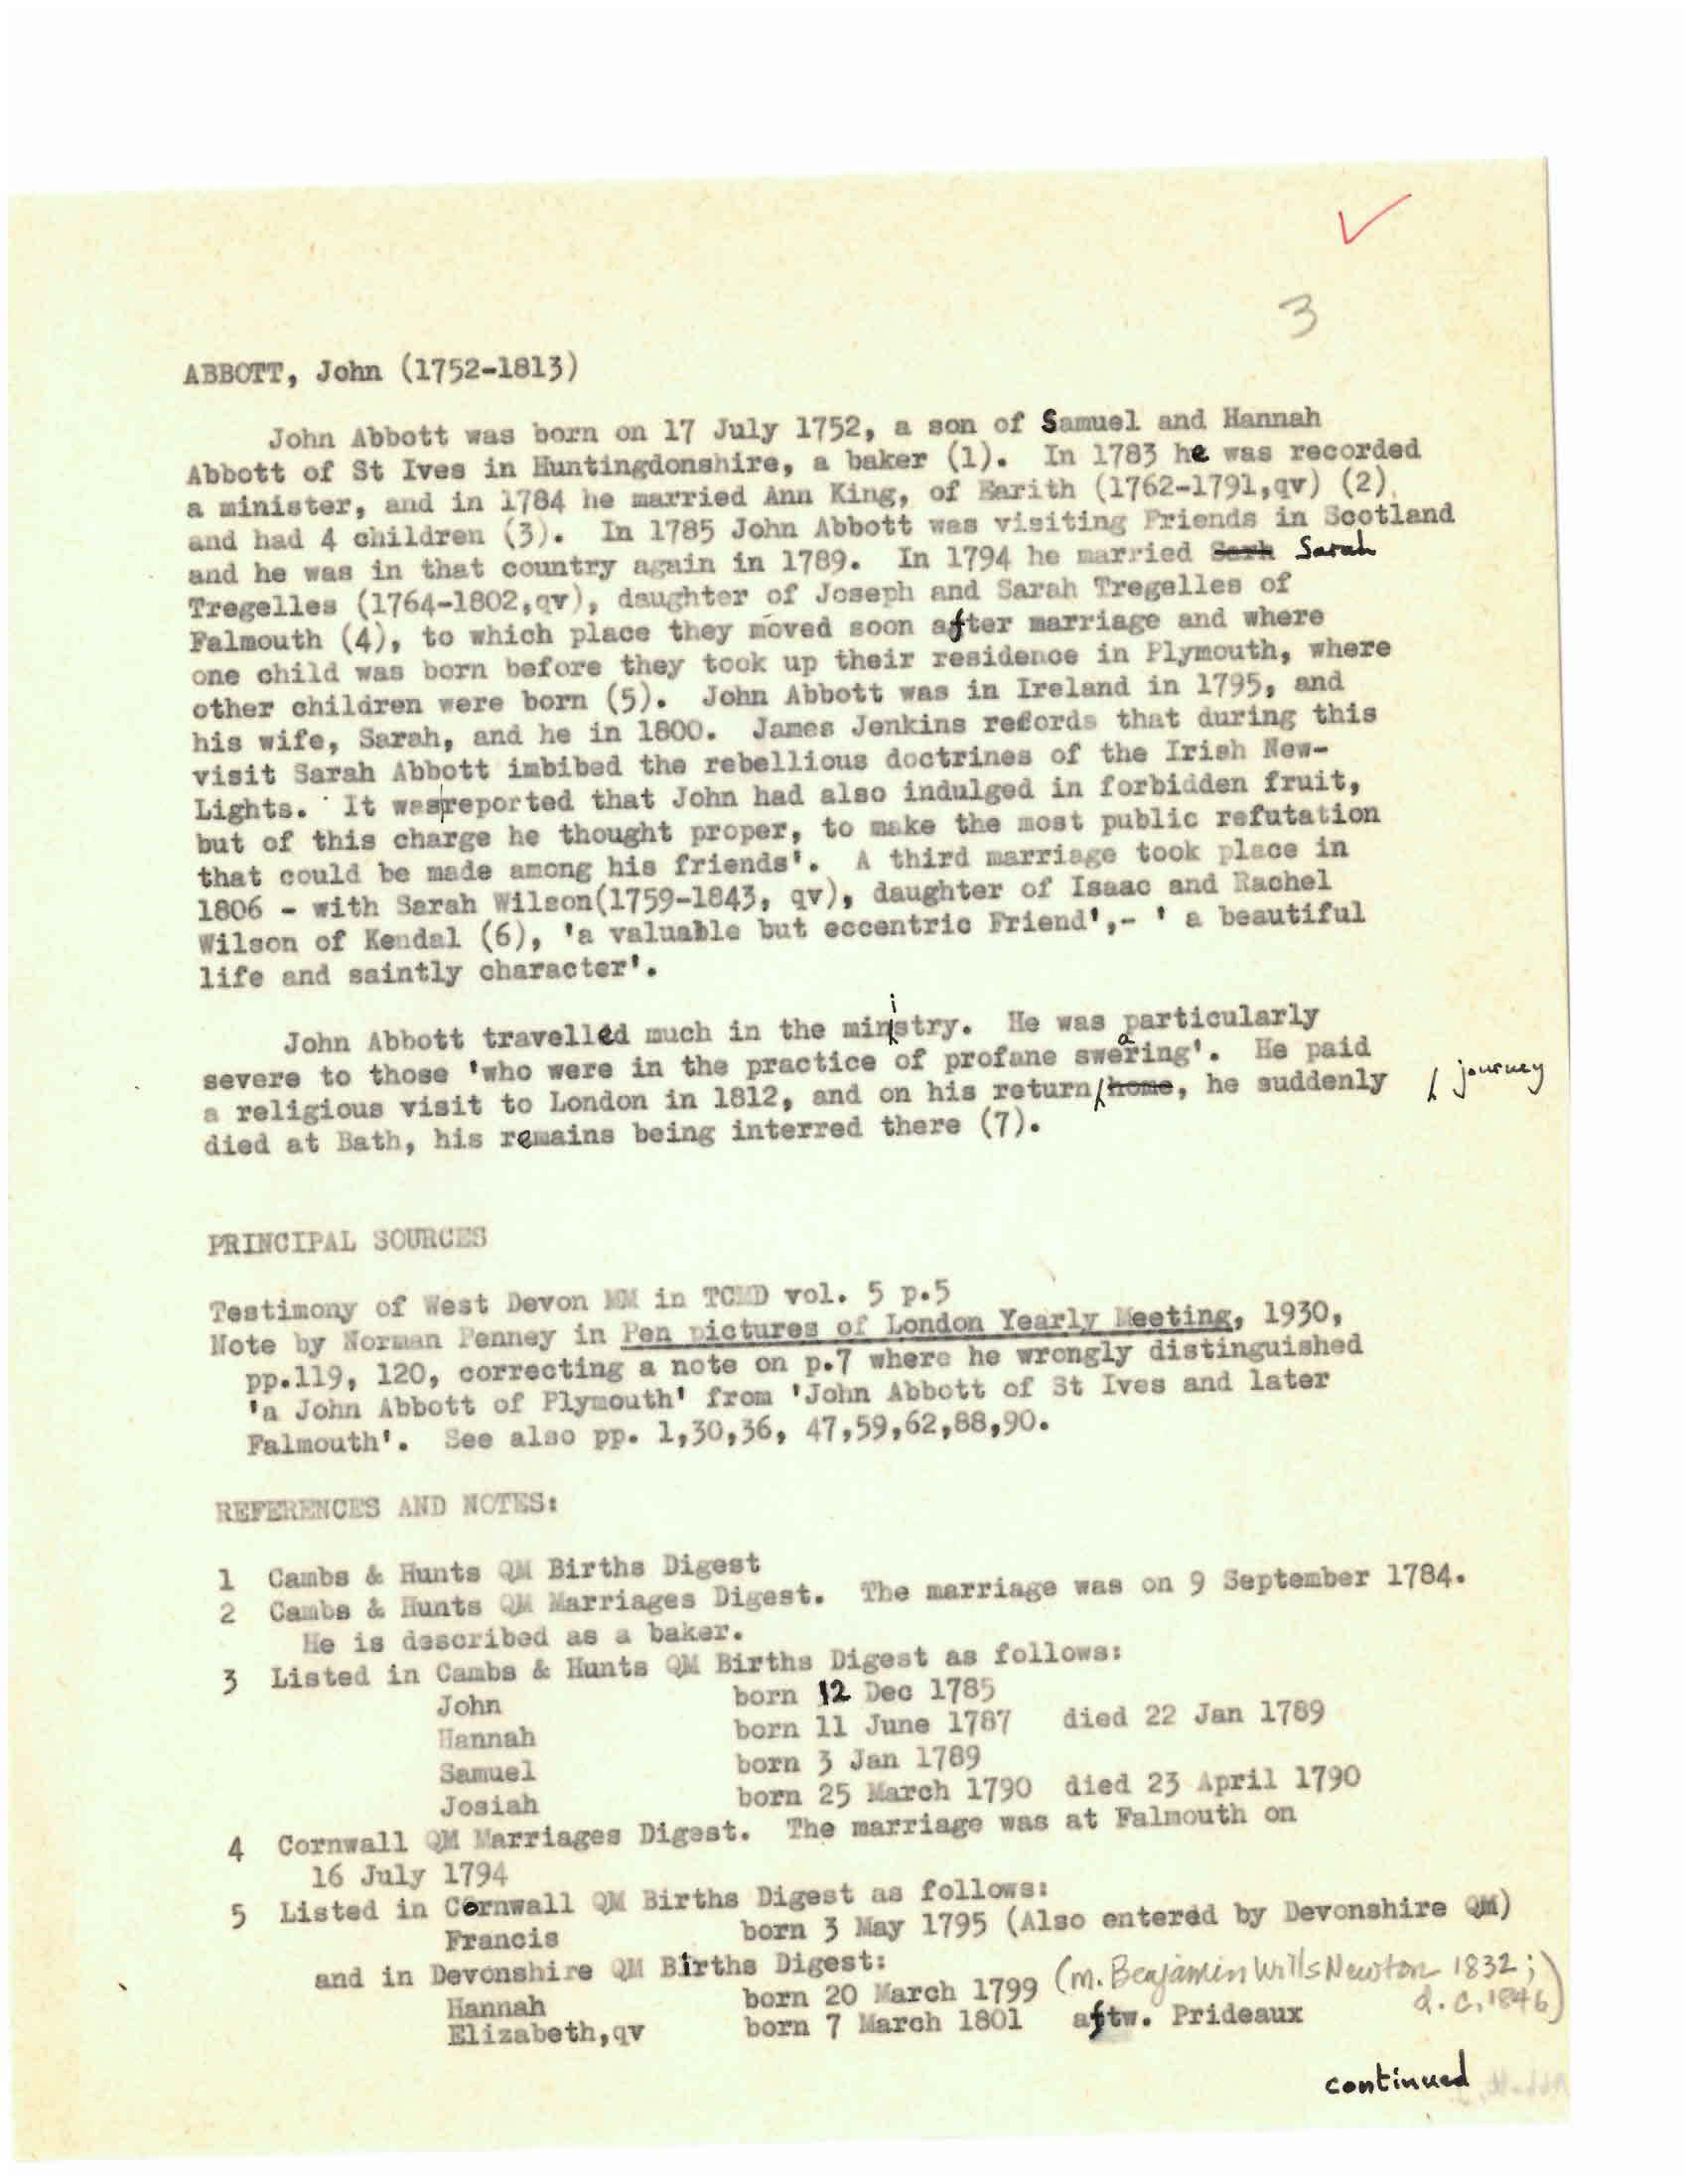 3
ABBOTT, John (1752-1813)
John Abbott was born on 17 July 1752, a son of Samuel and Hannah
Abbott of St Ives in Huntingdonshire, a baker (1). In 1783 he was recorded
a minister, and in 1784 he married Ann King, of Earith (1762-1791,qv) (2),
and had 4 children (3). In 1785 John Abbott was visiting Friends in Scotland
and he was in that country again in 1789. In 1794 he married Sarh Sarah
Tregelles (1764-1802,qv), daughter of Joseph and Sarah Tregelles of
Falmouth (4), to which place they moved soon after marriage and where
one child was born before they took up their residence in Plymouth, where
other children were born (5). John Abbott was in Ireland in 1795, and
his wife, Sarah, and he in 1800. James Jenkins records that during this
visit Sarah Abbott imbibed the rebellious doctrines of the Irish New-
Lights. It was|reported that John had also indulged in forbidden fruit,
but of this charge he thought proper, to make the most public refutation
that could be made among his friends'. A third marriage took place in
1806 - with Sarah Wilson(1759-1843, qv), daughter of Isaac and Rachel
Wilson of Kendal (6), 'a valuable but eccentric Friend',- ' a beautiful
life and saintly character'.
John Abbott travelled much in the ministry. He was particularly
severe to those 'who were in the practice of profane swearing'. He paid
a religious visit to London in 1812, and on his return/home, he suddenly / journey
died at Bath, his remains being interred there (7).
PRINCIPAL SOURCES
Testimony of West Devon MM in TCMD vol. 5 p.5
Note by Norman Penney in Pen pictures of London Yearly Meeting, 1930,
pp.119, 120, correcting a note on p.7 where he wrongly distinguished
'a John Abbott of Plymouth' from 'John Abbott of St Ives and later
Falmouth'. See also pp. 1,30,36, 47,59,62,88,90.
REFERENCES AND NOTES:
1 Cambs & Hunts QM Births Digest
2 Cambs & Hunts QM Marriages Digest. The marriage was on 9 September 1784.
He is described as a baker.
3 Listed in Cambs & Hunts QM Births Digest as follows:
John born 12 Dec 1785
Hannah born 11 June 1787 died 22 Jan 1789
Samuel born 3 Jan 1789
Josiah born 25 March 1790 died 23 April 1790
4 Cornwall QM Marriages Digest. The marriage was at Falmouth on
16 July 1794
5 Listed in Cornwall QM Births Digest as follows:
Francis born 3 May 1795 (Also entered by Devonshire QM)
and in Devonshire QM Births Digest:
Hannah born 20 March 1799 (m. Benjamin Wills Newton 1832;
d. c.1846)
Elizabeth,qv born 7 March 1801 aftw. Prideaux
continued